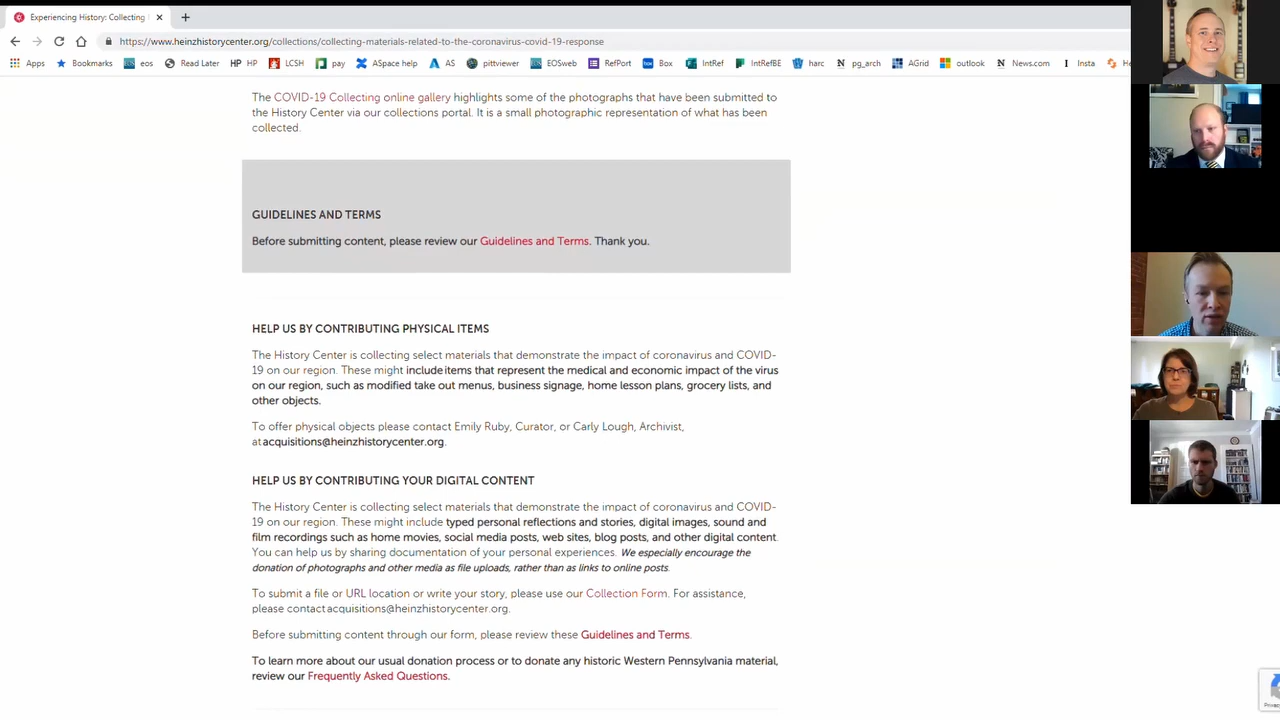 Experiencing History: Collecting
https://www.heinzhistorycenter.org/collections/collecting-materials-related-to-the-coronavirus-covid-19-response
Apps Bookmarks eos Read Later HP HP LCSH pay ASpace help AS pittviewer EOSweb RefPort Box IntRef IntRefBE harc pg_arch AGrid outlook News.com Insta
The COVID-19 Collecting online gallery highlights some of the photographs that have been submitted to
the History Center via our collections portal. It is a small photographic representation of what has been
collected.
GUIDELINES AND TERMS
Before submitting content, please review our Guidelines and Terms. Thank you.
HELP US BY CONTRIBUTING PHYSICAL ITEMS
The History Center is collecting select materials that demonstrate the impact of coronavirus and COVID-
19 on our region. These might include items that represent the medical and economic impact of the virus
on our region, such as modified take out menus, business signage, home lesson plans, grocery lists, and
other objects.
To offer physical objects please contact Emily Ruby, Curator, or Carly Lough, Archivist,
at acquisitions@heinzhistorycenter.org.
HELP US BY CONTRIBUTING YOUR DIGITAL CONTENT
The History Center is collecting select materials that demonstrate the impact of coronavirus and COVID-
19 on our region. These might include typed personal reflections and stories, digital images, sound and
film recordings such as home movies, social media posts, web sites, blog posts, and other digital content.
You can help us by sharing documentation of your personal experiences. We especially encourage the
donation of photographs and other media as file uploads, rather than as links to online posts.
To submit a file or URL location or write your story, please use our Collection Form. For assistance,
please contact acquisitions@heinzhistorycenter.org.
Before submitting content through our form, please review these Guidelines and Terms.
To learn more about our usual donation process or to donate any historic Western Pennsylvania material,
review our Frequently Asked Questions.